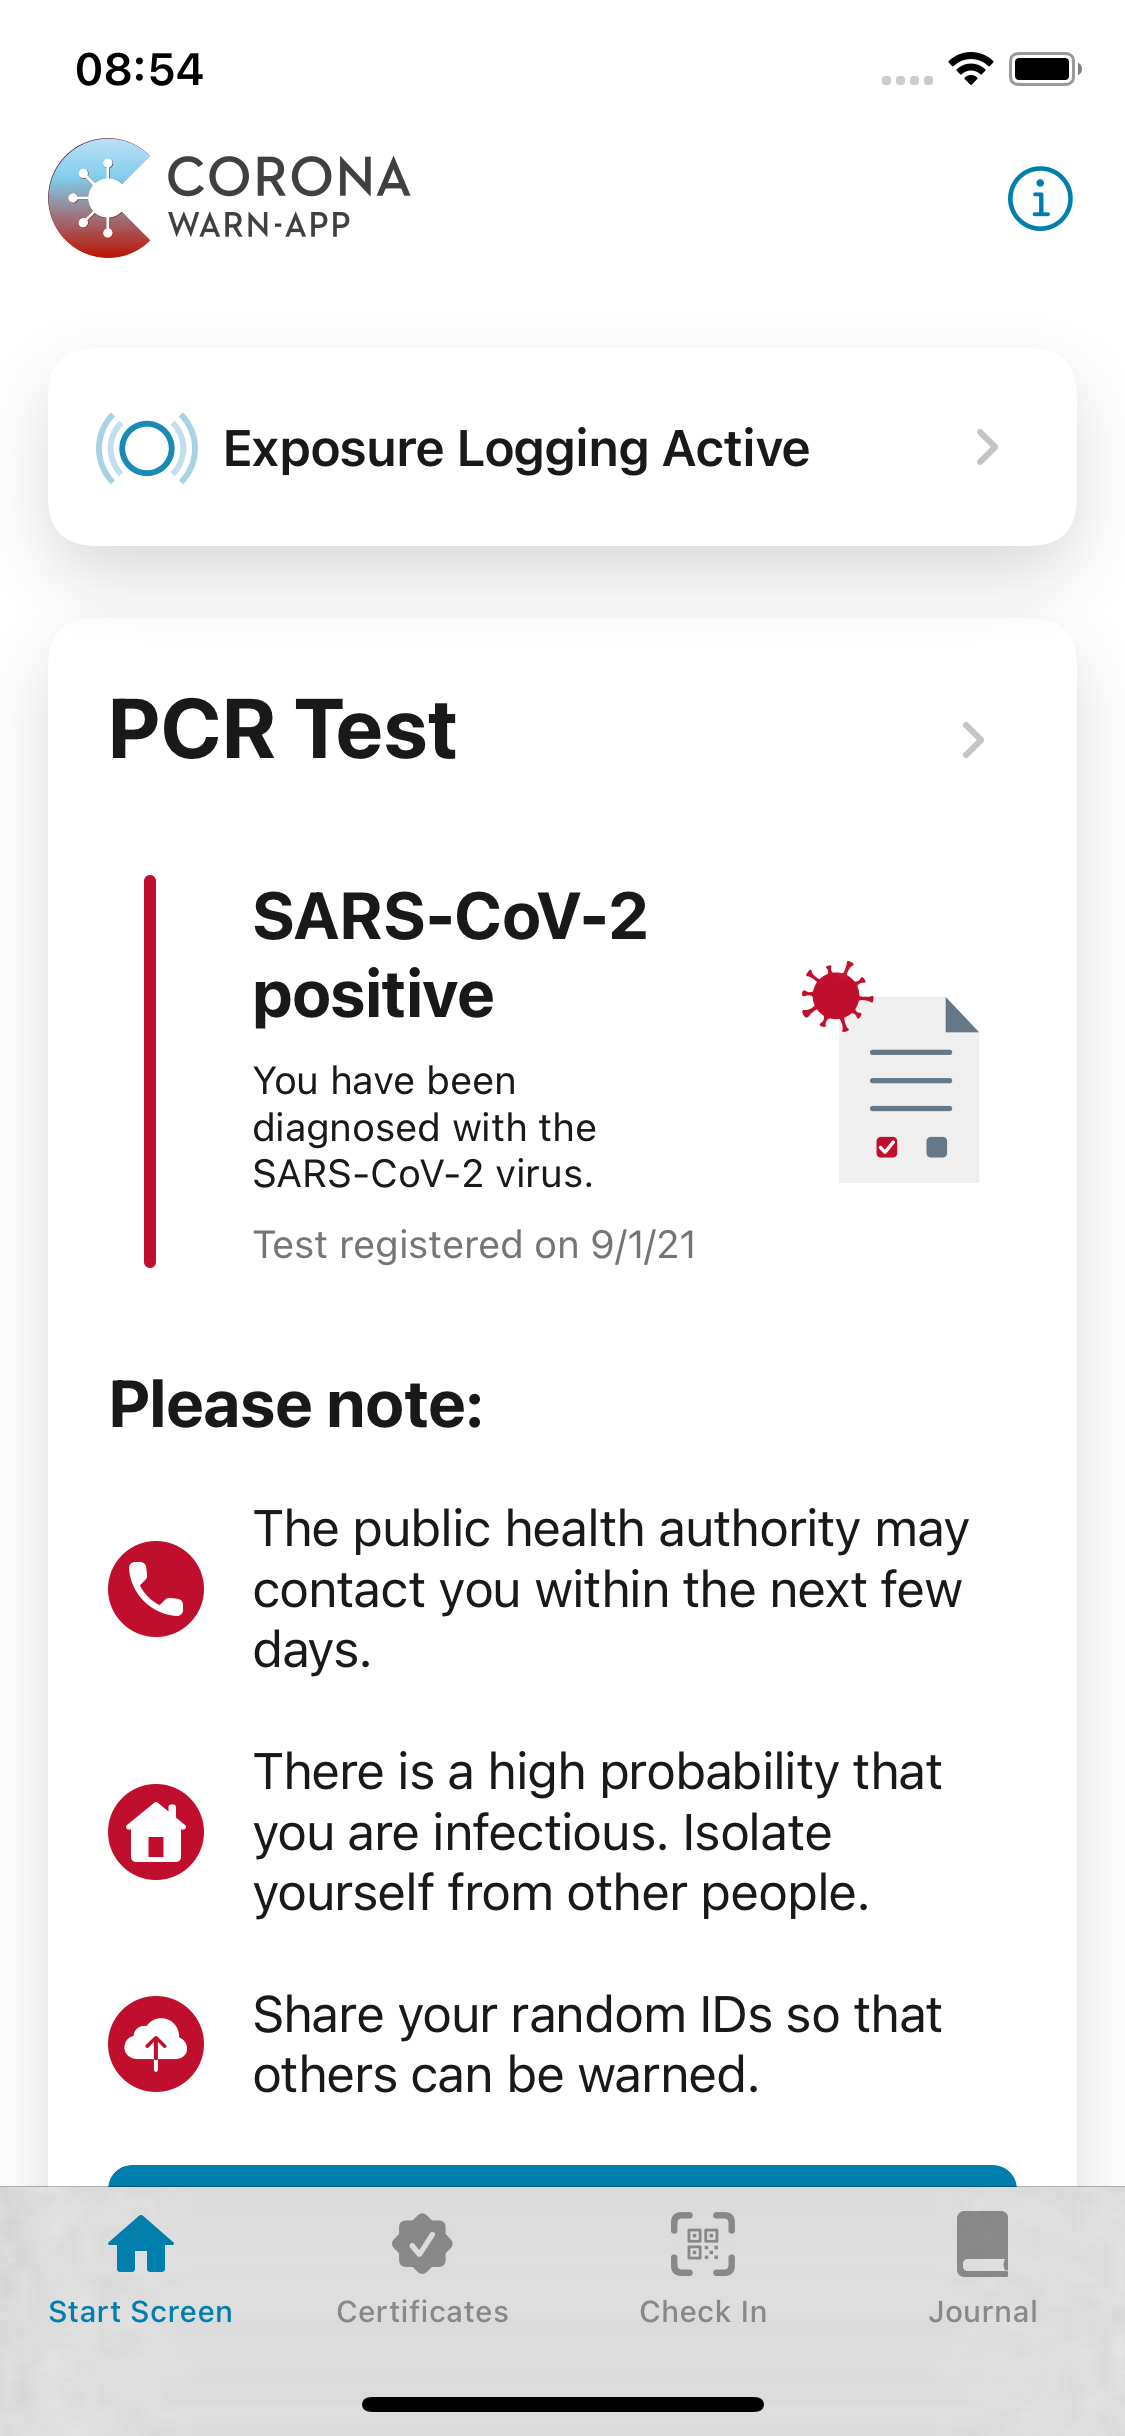 08:54
CORONA
WARN-APP
Exposure Logging Active
PCR Test
SARS-CoV-2
positive
You have been
diagnosed with the
SARS-CoV-2 virus.
Test registered on 9/1/21
Please note:
The public health authority may
contact you within the next few
days.
There is a high probability that
you are infectious. Isolate
yourself from other people.
Share your random IDs so that
others can be warned.
Start Screen
Certificates
Check In
Journal